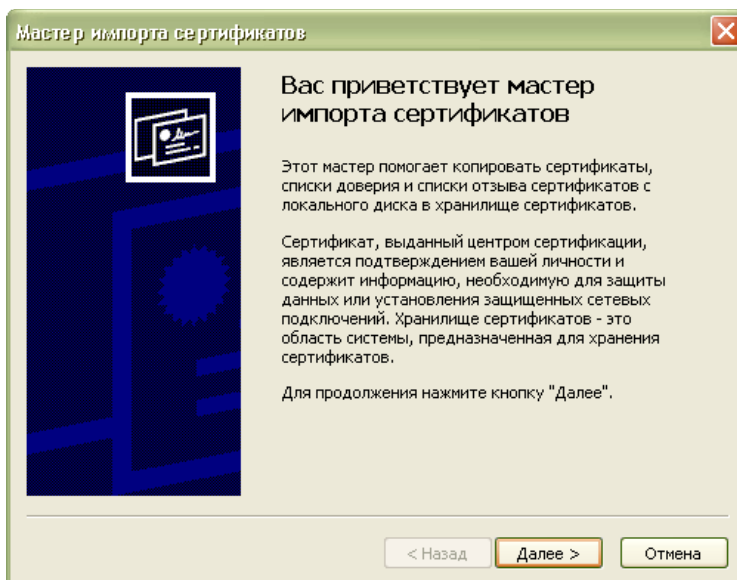 Мастер импорта сертификатов
Вас приветствует мастер
импорта сертификатов
Этот мастер помогает копировать сертификаты,
списки доверия и списки отзыва сертификатов с
локального диска в хранилище сертификатов.
Сертификат, выданный центром сертификации,
является подтверждением вашей личности и
содержит информацию, необходимую для защиты
данных или установления защищенных сетевых
подключений. Хранилище сертификатов - это
область системы, предназначенная для хранения
сертификатов.
Для продолжения нажмите кнопку "Далее".
< Назад Далее > Отмена